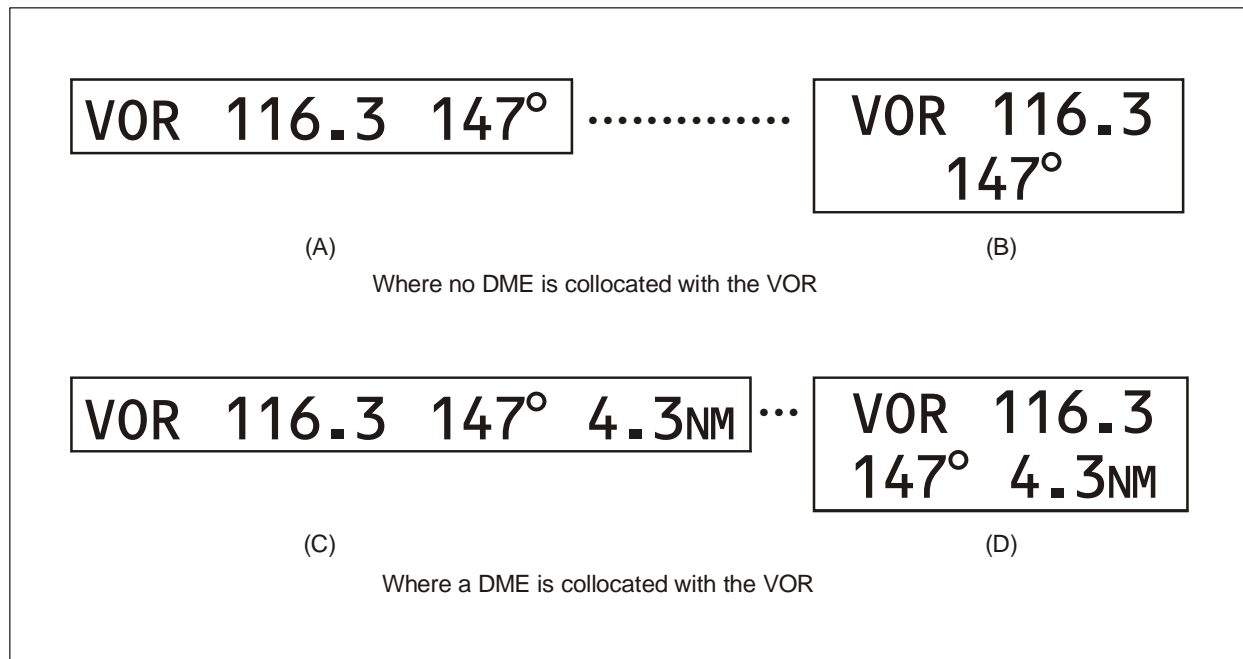 VOR 116.3 147°
VOR 116.3
147°
(A)
(B)
Where no DME is collocated with the VOR
VOR 116.3 147° 4.3NM
VOR 116.3
147° 4.3NM
(C)
(D)
Where a DME is collocated with the VOR